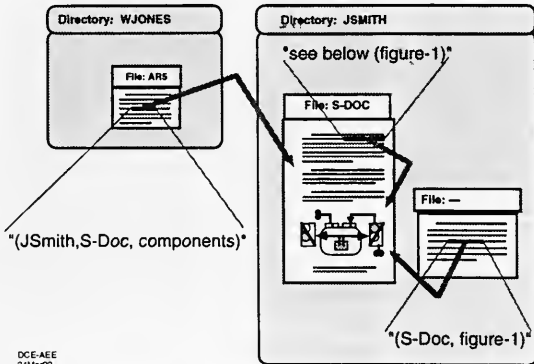 Directory: WJONES
Directory: JSMITH
"see below (figure-1)"
File: AR5
File: S-DOC
File: —
"(JSmith,S-Doc, components)"
"(S-Doc, figure-1)"
DCE-AEE